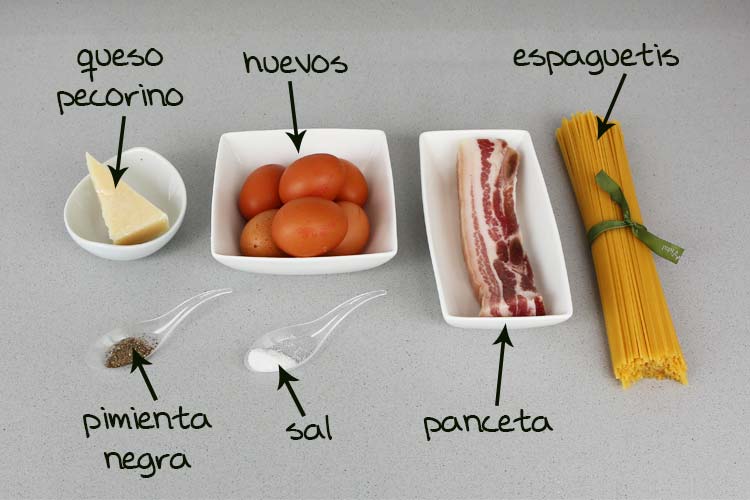 queso
pecorino
huevos
espaguetis
pimienta
negra
sal
panceta